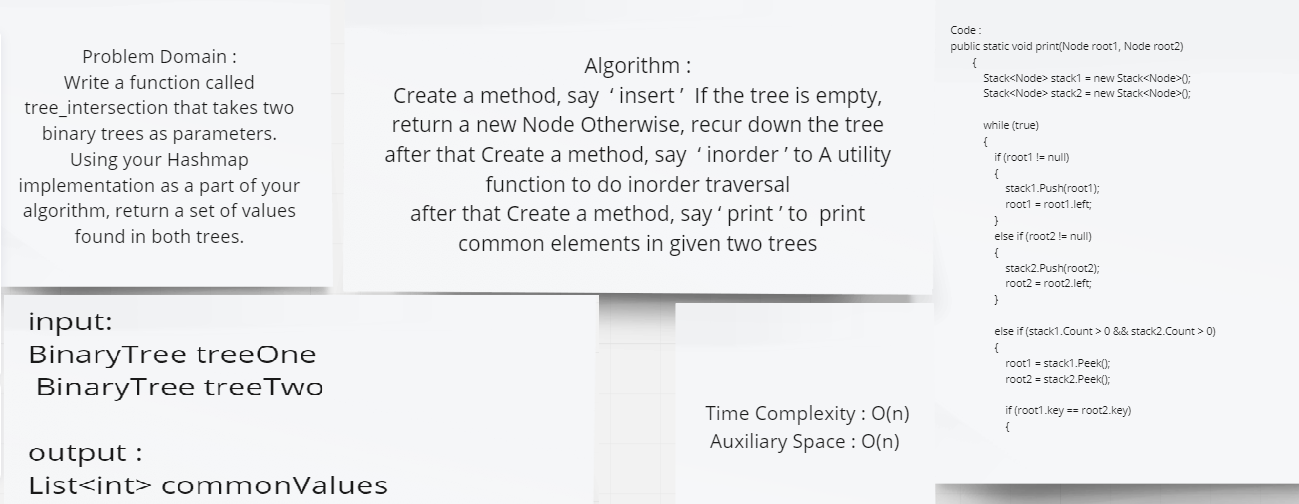 Problem Domain :
Write a function called
tree_intersection that takes two
binary trees as parameters.
Using your Hashmap
implementation as a part of your
algorithm, return a set of values
found in both trees.
Algorithm :
Create a method, say ‘ insert ’ If the tree is empty,
return a new Node Otherwise, recur down the tree
after that Create a method, say ‘ inorder ’ to A utility
function to do inorder traversal
after that Create a method, say ‘ print ’ to print
common elements in given two trees
input:
BinaryTree treeOne
BinaryTree treeTwo
output :
List<int> commonValues
Time Complexity : O(n)
Auxiliary Space : O(n)
Code :
public static void print(Node root1, Node root2)
{
Stack<Node> stack1 = new Stack<Node>();
Stack<Node> stack2 = new Stack<Node>();
while (true)
{
if (root1 != null)
{
stack1.Push(root1);
root1 = root1.left;
}
else if (root2 != null)
{
stack2.Push(root2);
root2 = root2.left;
}
else if (stack1.Count > 0 && stack2.Count > 0)
{
root1 = stack1.Peek();
root2 = stack2.Peek();
if (root1.key == root2.key)
{